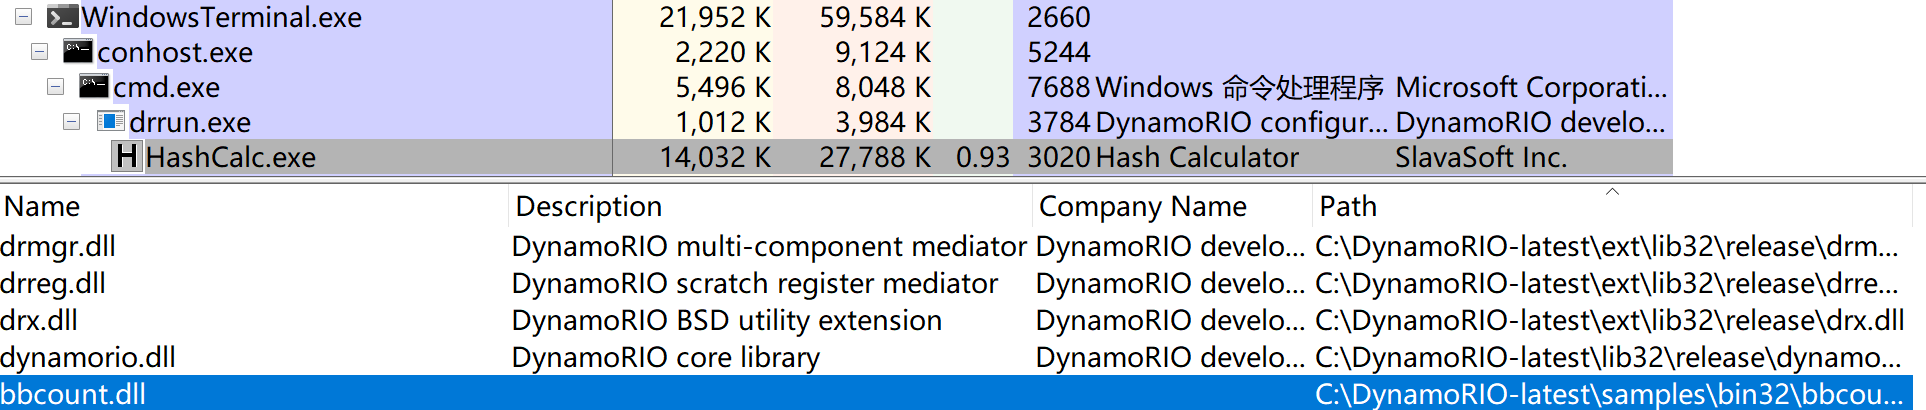 WindowsTerminal.exe 21,952 K 59,584 K 2660
conhost.exe 2,220 K 9,124 K 5244
cmd.exe 5,496 K 8,048 K 7688 Windows 命令处理程序 Microsoft Corporati...
drrun.exe 1,012 K 3,984 K 3784 DynamoRIO configur... DynamoRIO develo...
H HashCalc.exe 14,032 K 27,788 K 0.93 3020 Hash Calculator SlavaSoft Inc.
Name Description Company Name Path
drmgr.dll DynamoRIO multi-component mediator DynamoRIO develo... C:\DynamoRIO-latest\ext\lib32\release\drm...
drreg.dll DynamoRIO scratch register mediator DynamoRIO develo... C:\DynamoRIO-latest\ext\lib32\release\drre...
drx.dll DynamoRIO BSD utility extension DynamoRIO develo... C:\DynamoRIO-latest\ext\lib32\release\drx.dll
dynamorio.dll DynamoRIO core library DynamoRIO develo... C:\DynamoRIO-latest\lib32\release\dynamo...
bbcount.dll C:\DynamoRIO-latest\samples\bin32\bbcou...